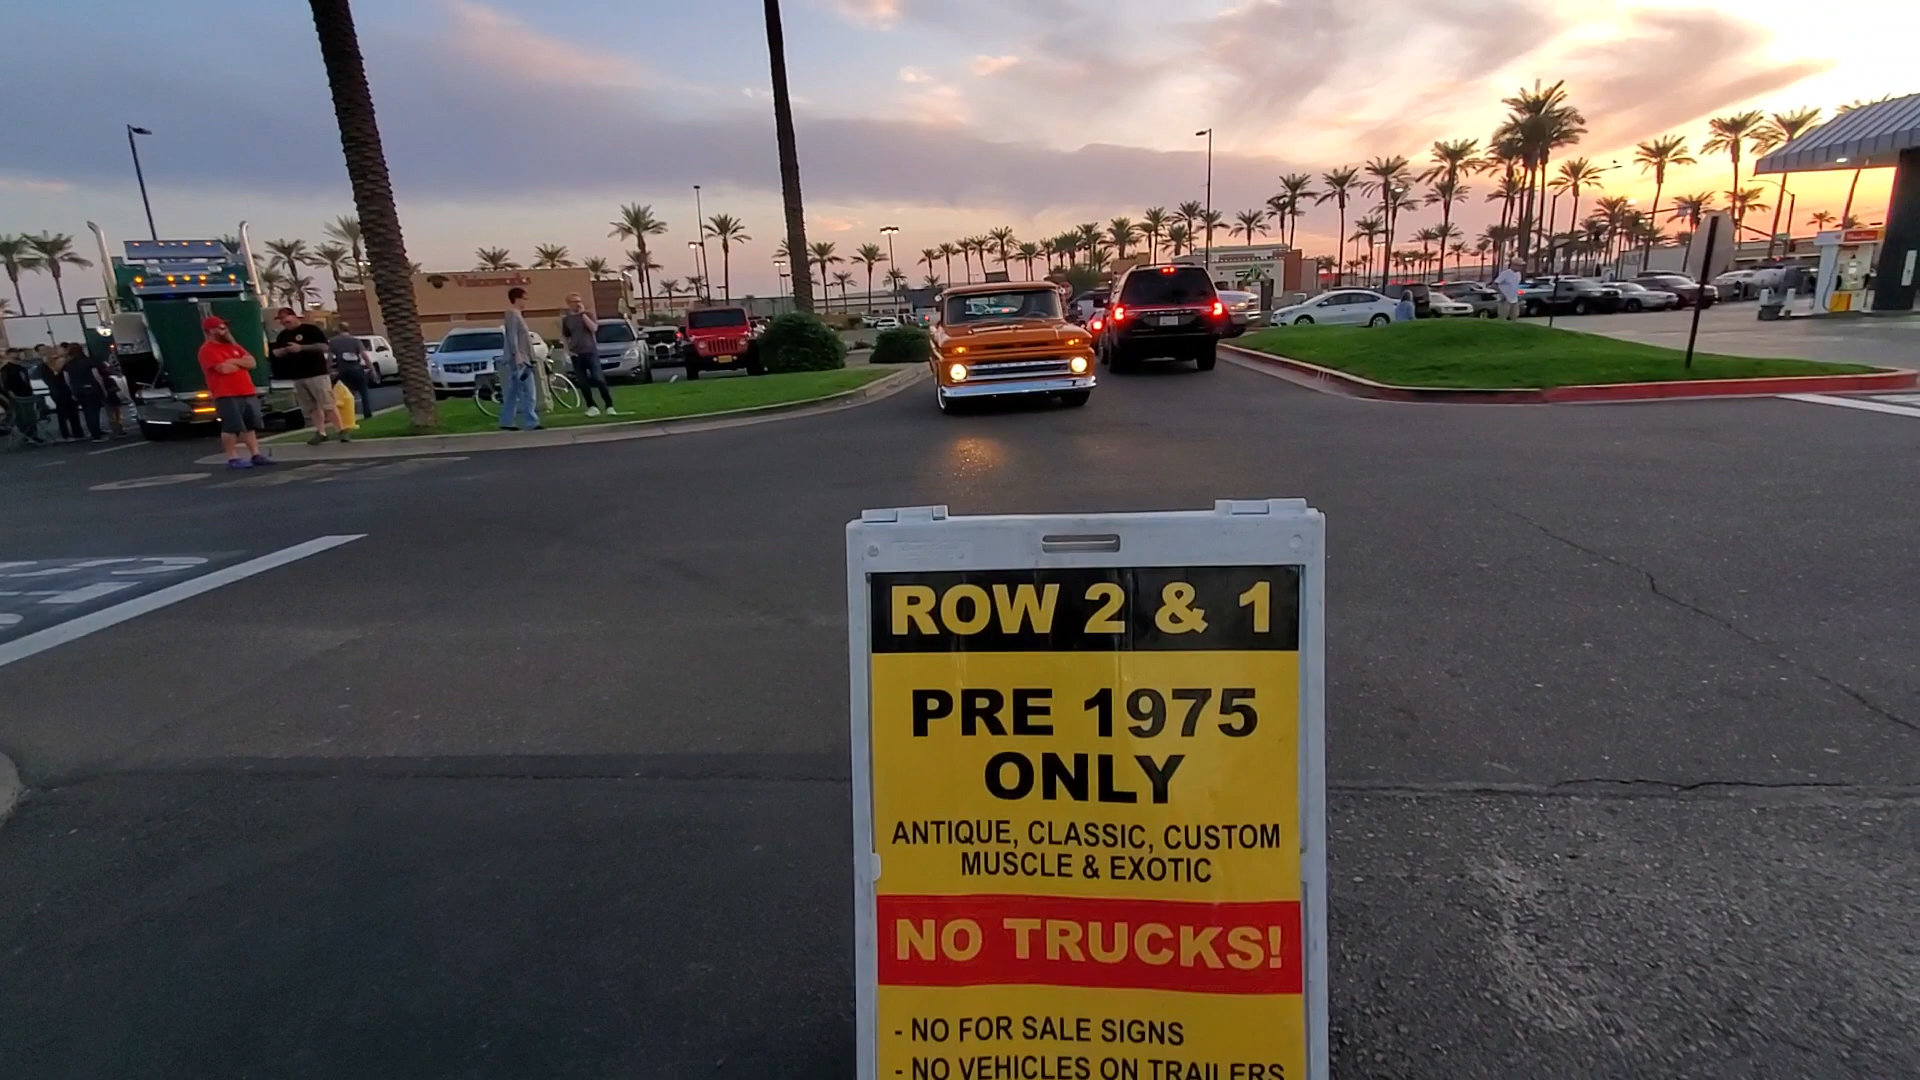 ROW 2 & 1
PRE 1975
ONLY
ANTIQUE, CLASSIC, CUSTOM
MUSCLE & EXOTIC
NO TRUCKS!
- NO FOR SALE SIGNS
- NO VEHICLES ON TRAILERS